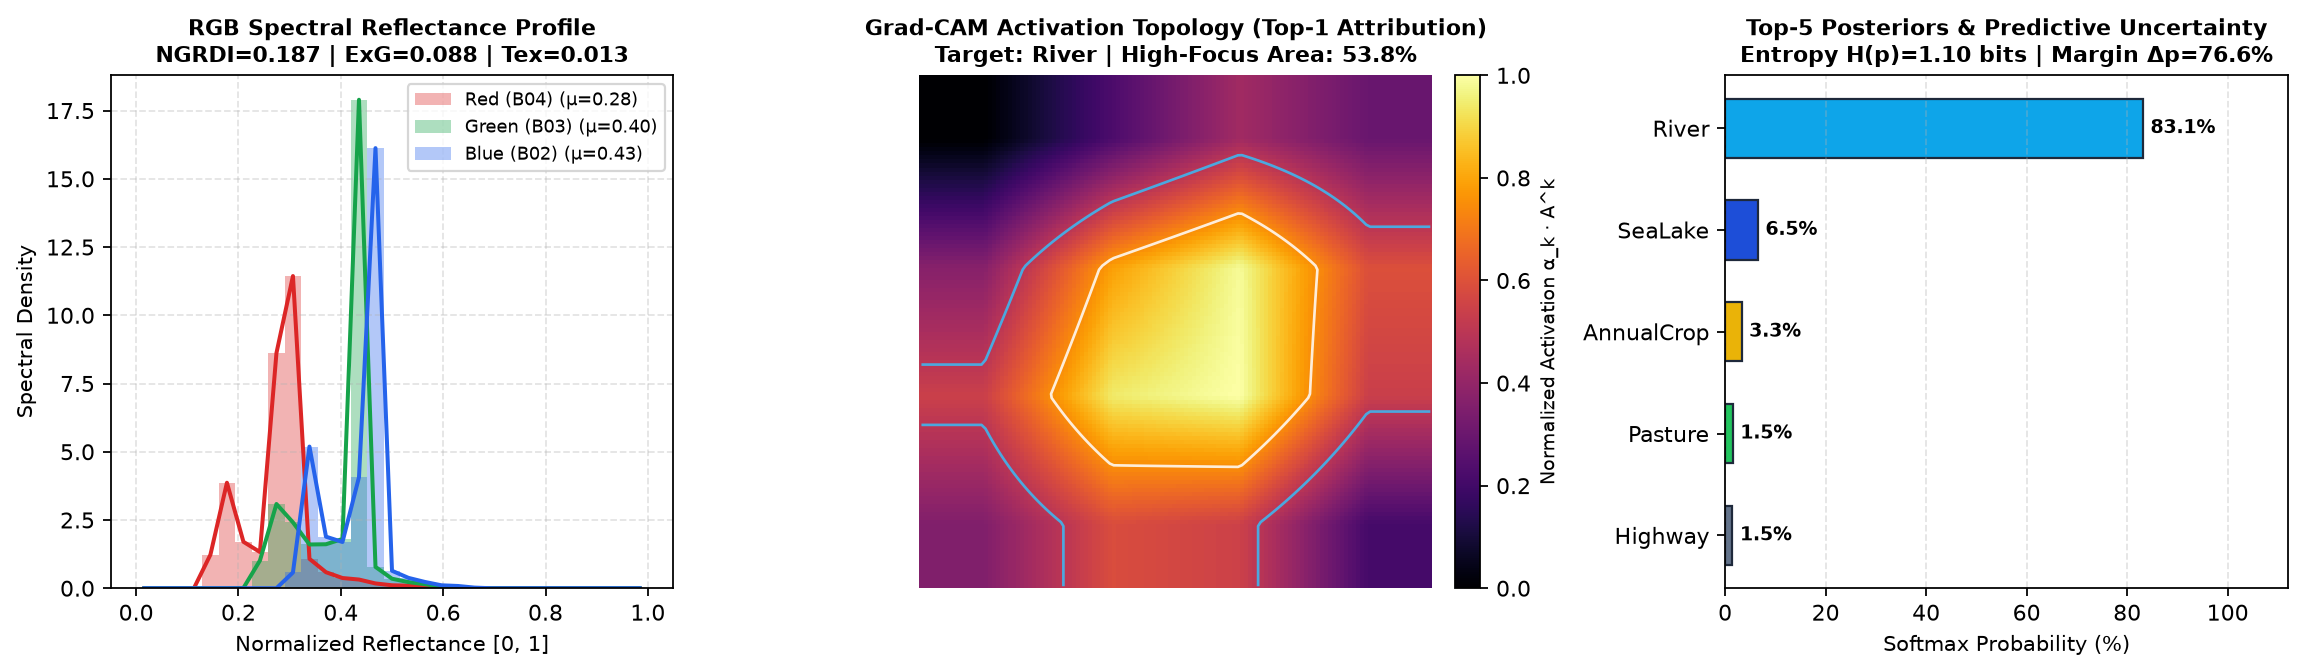 RGB Spectral Reflectance Profile
NGRDI=0.187 | ExG=0.088 | Tex=0.013
Red (B04) (μ=0.28)
Green (B03) (μ=0.40)
Blue (B02) (μ=0.43)
Spectral Density
17.5
15.0
12.5
10.0
7.5
5.0
2.5
0.0
0.0 0.2 0.4 0.6 0.8 1.0
Normalized Reflectance [0, 1]
Grad-CAM Activation Topology (Top-1 Attribution)
Target: River | High-Focus Area: 53.8%
1.0
0.8
0.6
0.4
0.2
0.0
Normalized Activation α_k · A^k
Top-5 Posteriors & Predictive Uncertainty
Entropy H(p)=1.10 bits | Margin Δp=76.6%
River 83.1%
SeaLake 6.5%
AnnualCrop 3.3%
Pasture 1.5%
Highway 1.5%
0 20 40 60 80 100
Softmax Probability (%)